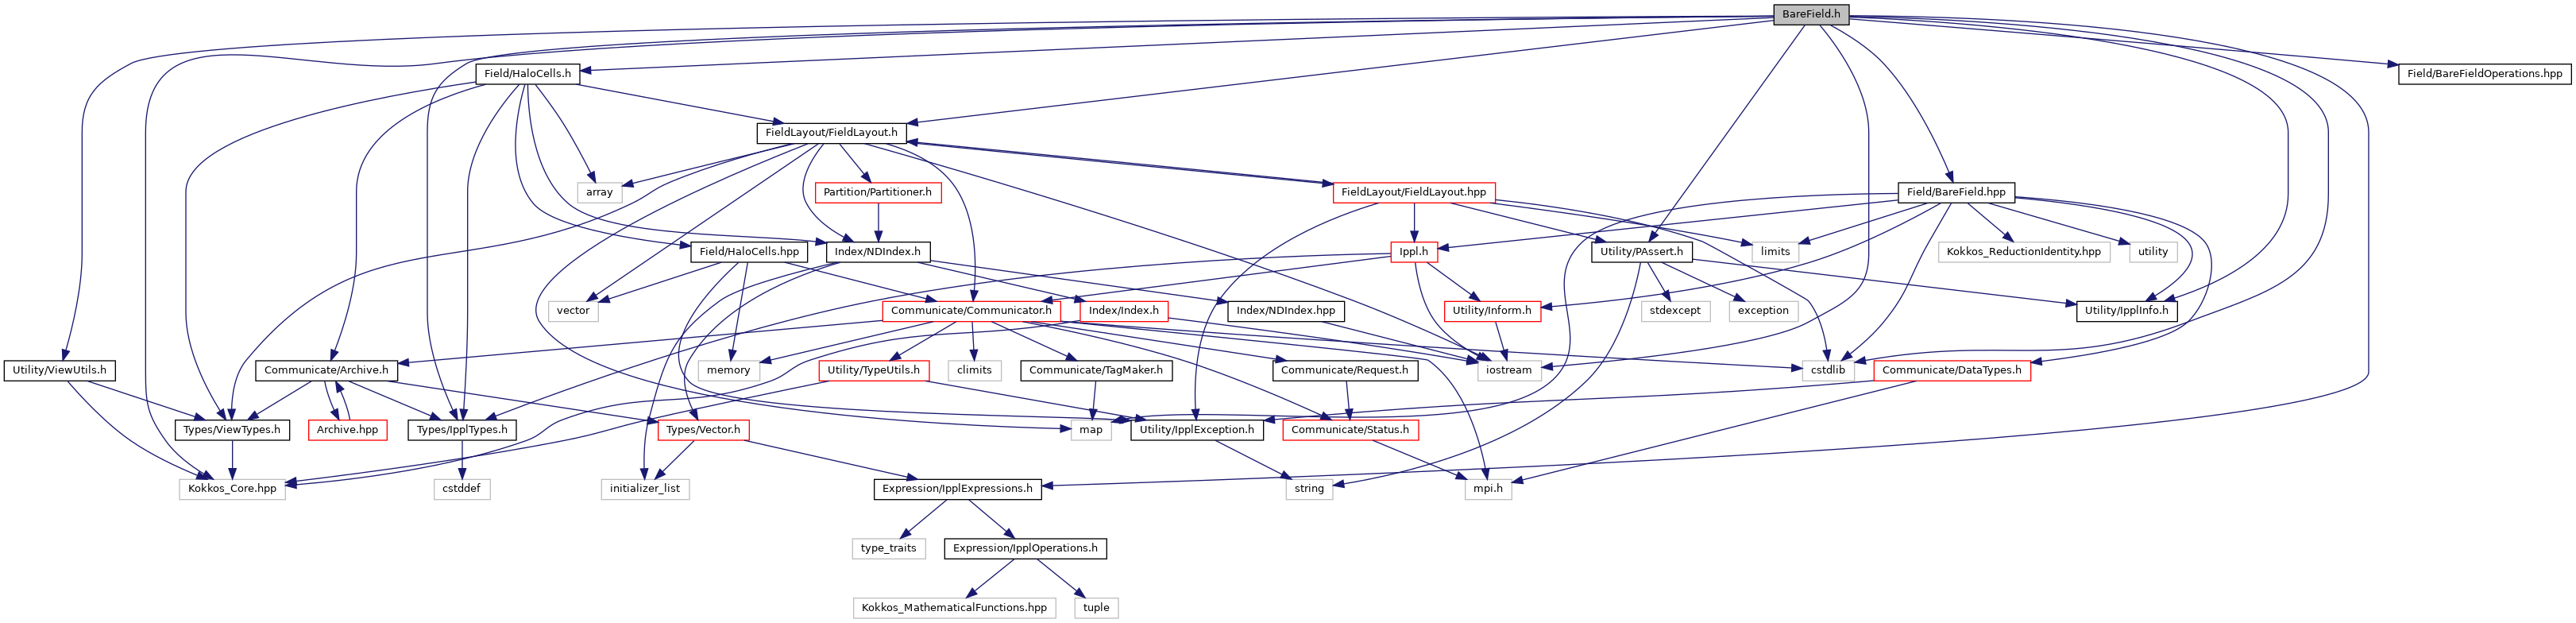 BareField.h
Field/HaloCells.h
Field/BareFieldOperations.hpp
FieldLayout/FieldLayout.h
array
Partition/Partitioner.h
FieldLayout/FieldLayout.hpp
Field/BareField.hpp
Field/HaloCells.hpp
Index/NDIndex.h
Ippl.h
Utility/PAssert.h
limits
Kokkos_ReductionIdentity.hpp
utility
vector
Communicate/Communicator.h
Index/Index.h
Index/NDIndex.hpp
Utility/Inform.h
stdexcept
exception
Utility/IpplInfo.h
Utility/ViewUtils.h
Communicate/Archive.h
memory
Utility/TypeUtils.h
climits
Communicate/TagMaker.h
Communicate/Request.h
iostream
cstdlib
Communicate/DataTypes.h
Types/ViewTypes.h
Archive.hpp
Types/IpplTypes.h
Types/Vector.h
map
Utility/IpplException.h
Communicate/Status.h
Kokkos_Core.hpp
cstddef
initializer_list
Expression/IpplExpressions.h
string
mpi.h
type_traits
Expression/IpplOperations.h
Kokkos_MathematicalFunctions.hpp
tuple